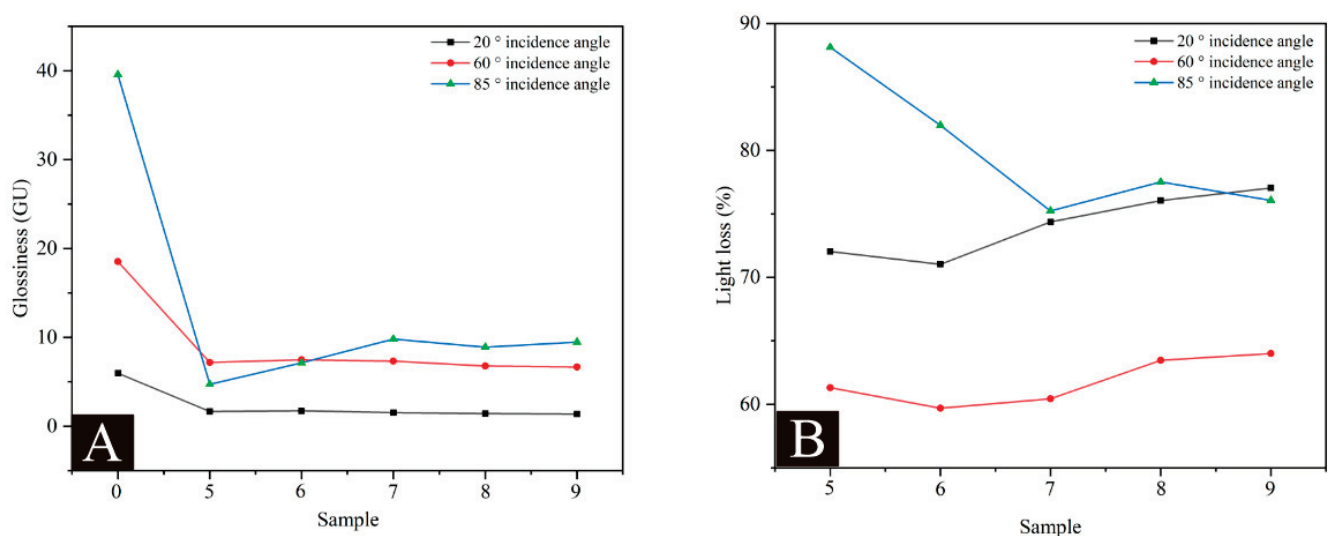 20 ° incidence angle
60 ° incidence angle
85 ° incidence angle
40
30
20
10
0
Glossiness (GU)
A
0 5 6 7 8 9
Sample
90
80
70
60
Light loss (%)
20 ° incidence angle
60 ° incidence angle
85 ° incidence angle
B
5 6 7 8 9
Sample